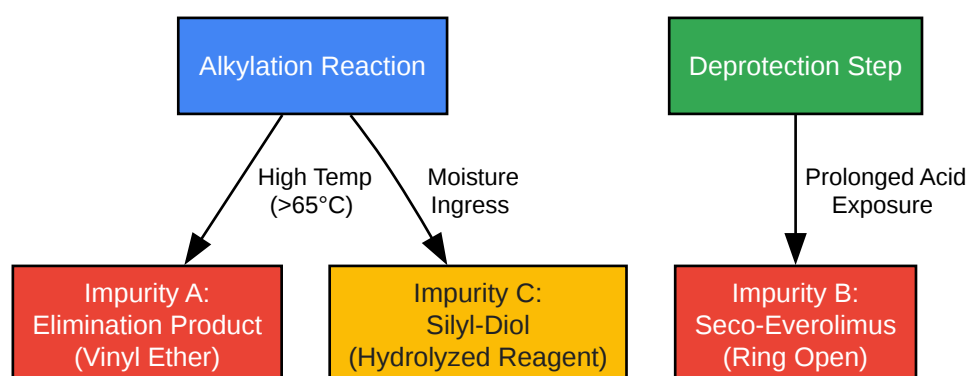 Alkylation Reaction
Deprotection Step
High Temp
(>65°C)
Moisture
Ingress
Prolonged Acid
Exposure
Impurity A:
Elimination Product
(Vinyl Ether)
Impurity C:
Silyl-Diol
(Hydrolyzed Reagent)
Impurity B:
Seco-Everolimus
(Ring Open)